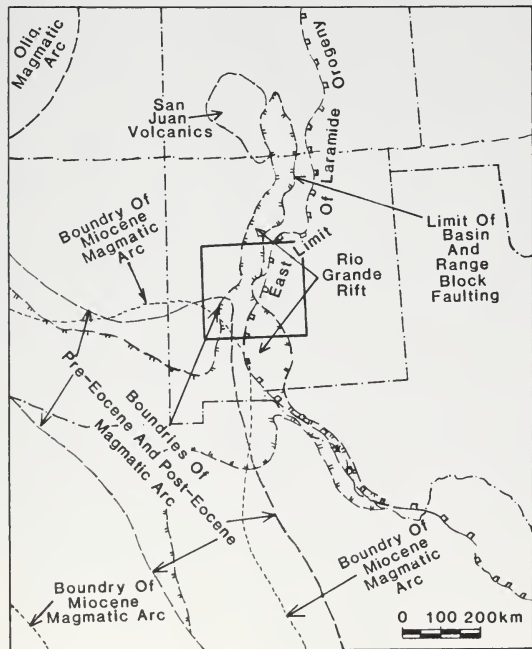 Oliq.
Magmatic
Arc
San
Juan
Volcanics
East Limit Of Laramide Orogeny
Boundry Of
Miocene
Magmatic
Arc
Limit Of
Basin
And
Range
Block
Faulting
Rio
Grande
Rift
Boundries Of
Pre-Eocene And Post-Eocene
Magmatic
Arc
Boundry Of
Miocene
Magmatic
Arc
Boundry Of
Miocene
Magmatic Arc
0 100 200km